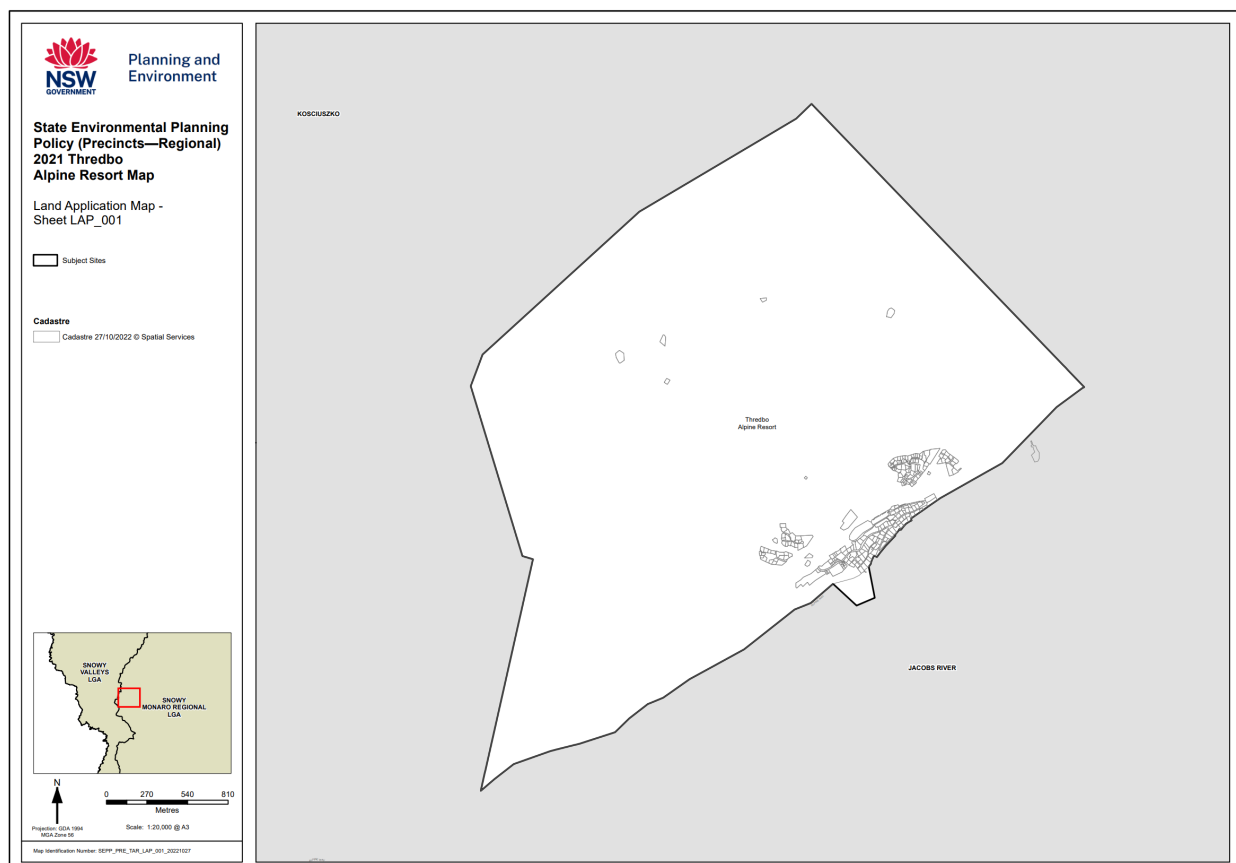 NSW
GOVERNMENT
Planning and
Environment
State Environmental Planning
Policy (Precincts—Regional)
2021 Thredbo
Alpine Resort Map
Land Application Map -
Sheet LAP_001
Subject Sites
Cadastre
Cadastre 27/10/2022 © Spatial Services
SNOWY
VALLEYS
LGA
SNOWY
MONARO REGIONAL
LGA
N
0 270 540 810
Metres
Projection: GDA 1994
MGA Zone 56
Scale: 1:20,000 @ A3
Map Identification Number: SEPP_PRE_TAR_LAP_001_20221027
KOSCIUSZKO
Thredbo
Alpine Resort
JACOBS RIVER